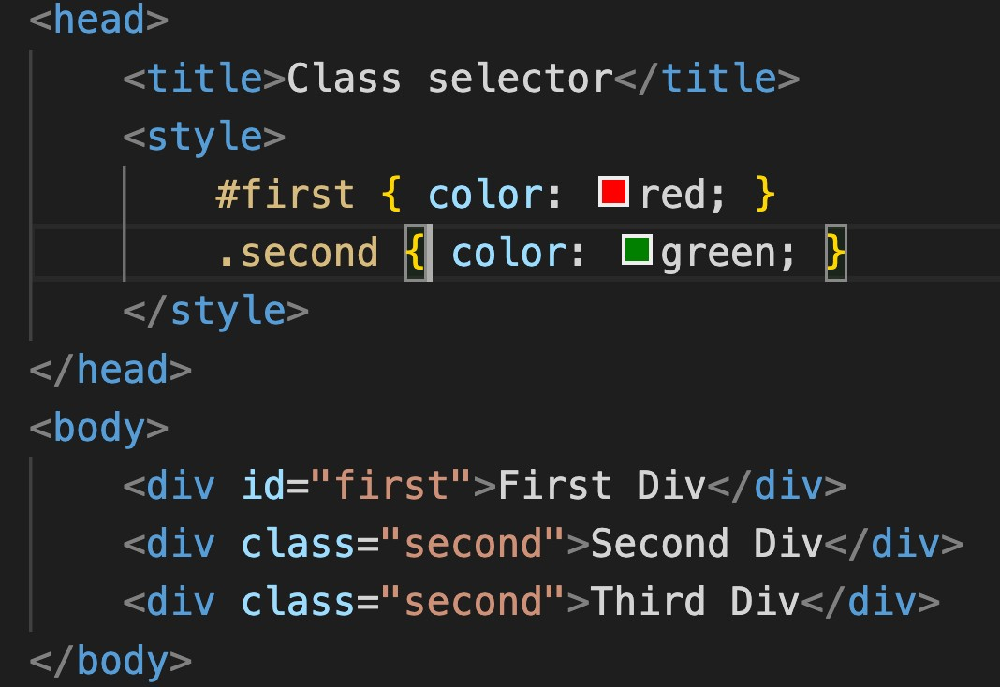 <head>
<title>Class selector</title>
<style>
#first { color: red; }
.second { color: green; }
</style>
</head>
<body>
<div id="first">First Div</div>
<div class="second">Second Div</div>
<div class="second">Third Div</div>
</body>